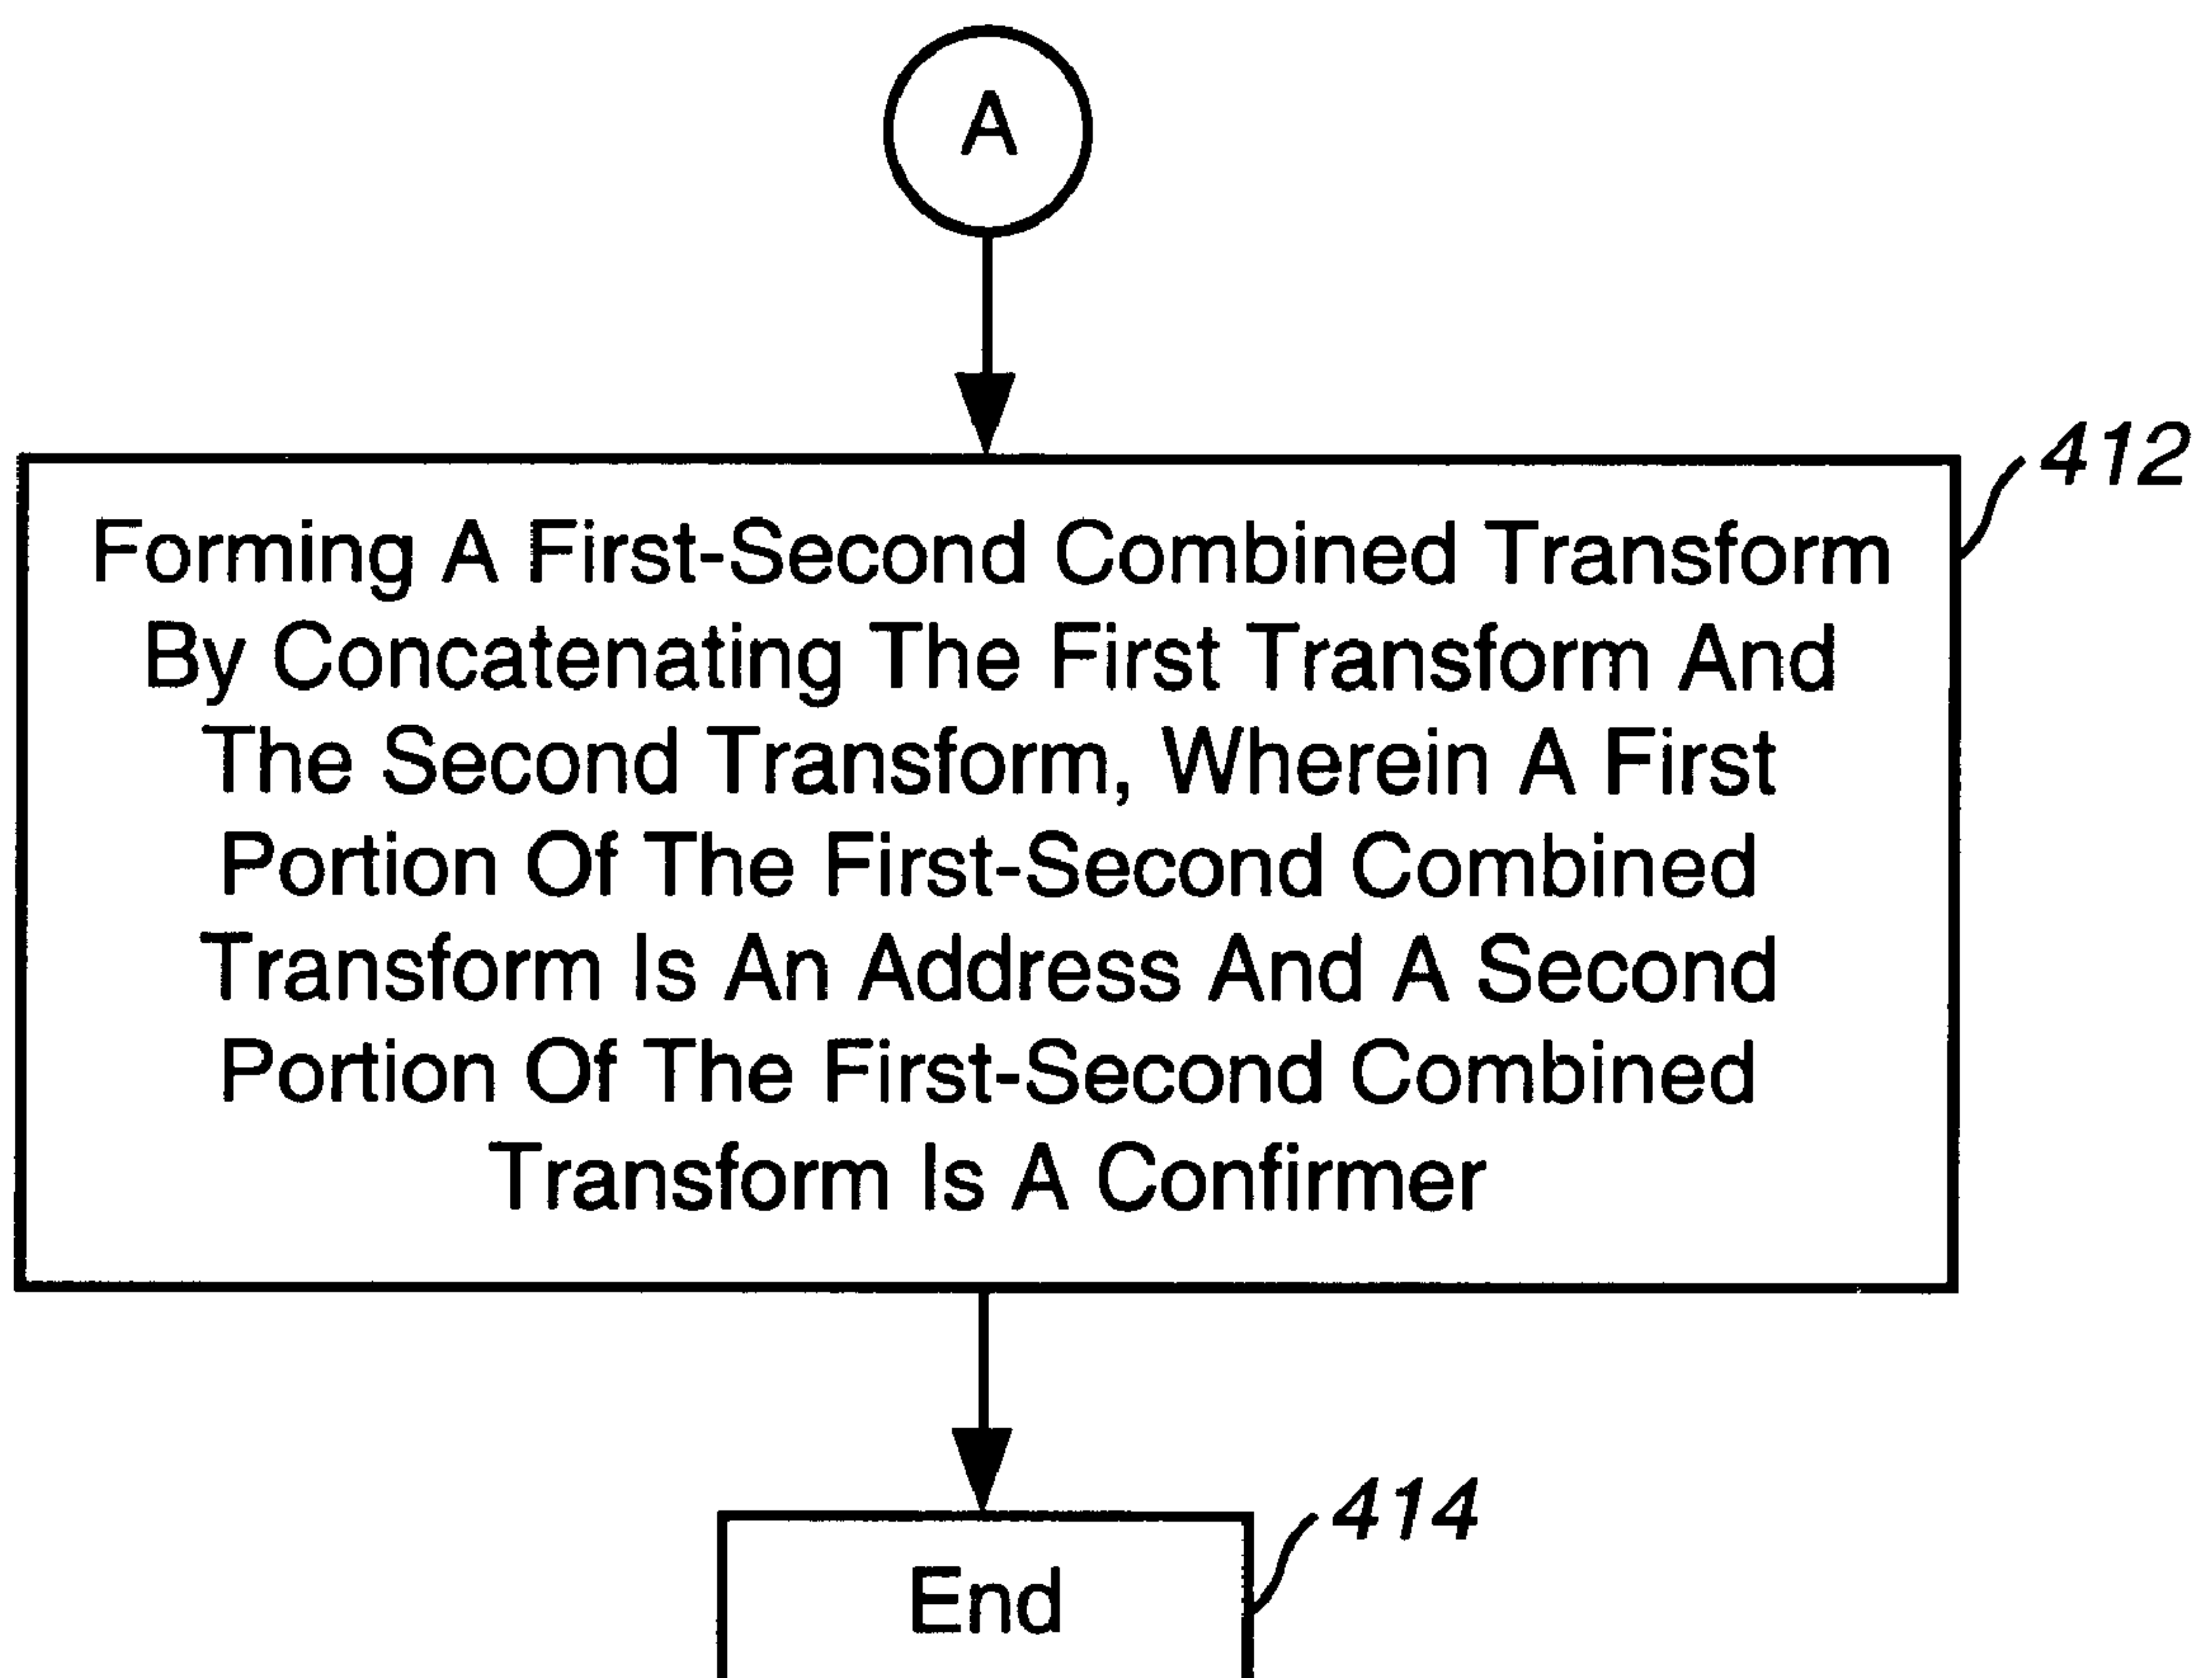 A
412
Forming A First-Second Combined Transform
By Concatenating The First Transform And
The Second Transform, Wherein A First
Portion Of The First-Second Combined
Transform Is An Address And A Second
Portion Of The First-Second Combined
Transform Is A Confirmer
414
End